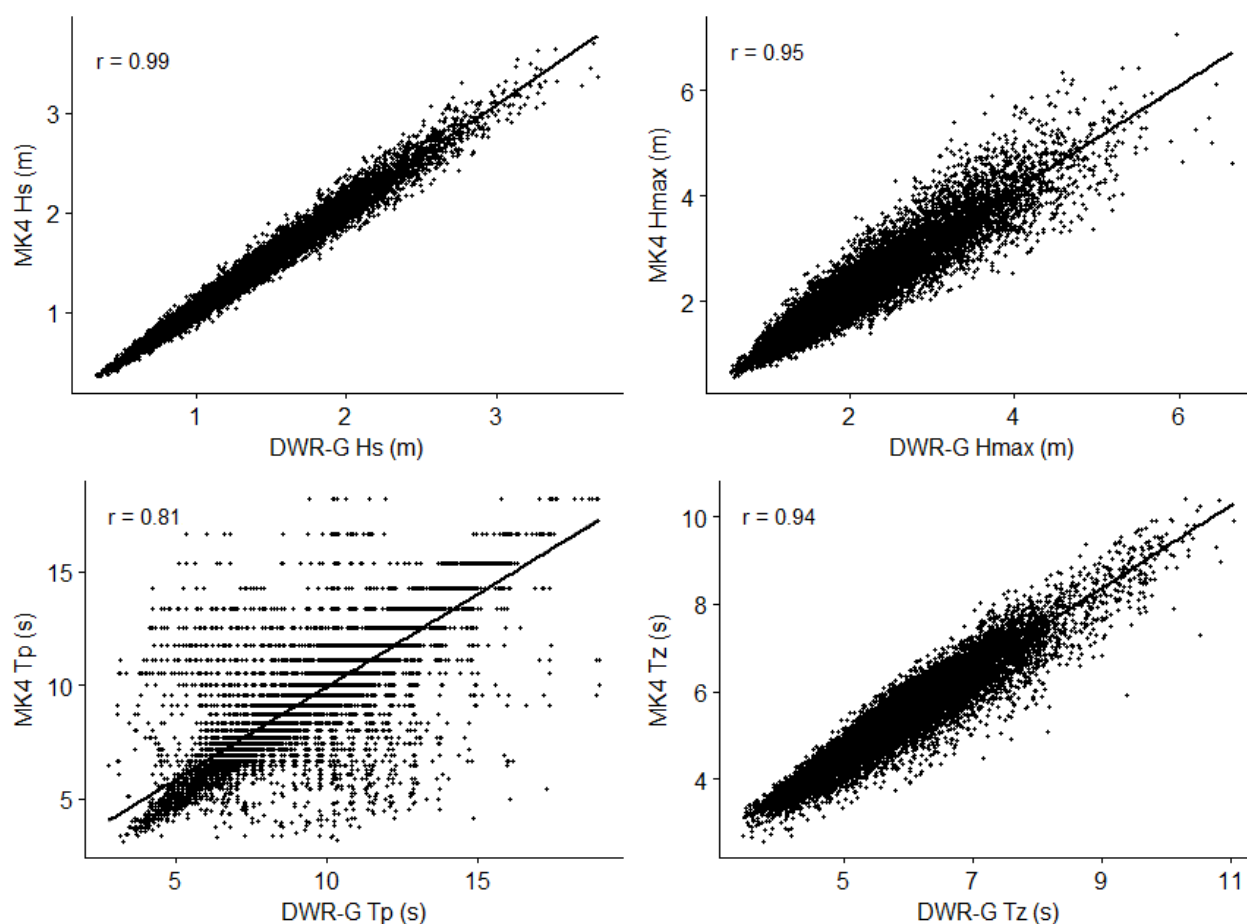 r = 0.99
MK4 Hs (m)
3
2
1
1 2 3
DWR-G Hs (m)
r = 0.95
MK4 Hmax (m)
6
4
2
2 4 6
DWR-G Hmax (m)
r = 0.81
MK4 Tp (s)
15
10
5
5 10 15
DWR-G Tp (s)
r = 0.94
MK4 Tz (s)
10
8
6
4
5 7 9 11
DWR-G Tz (s)